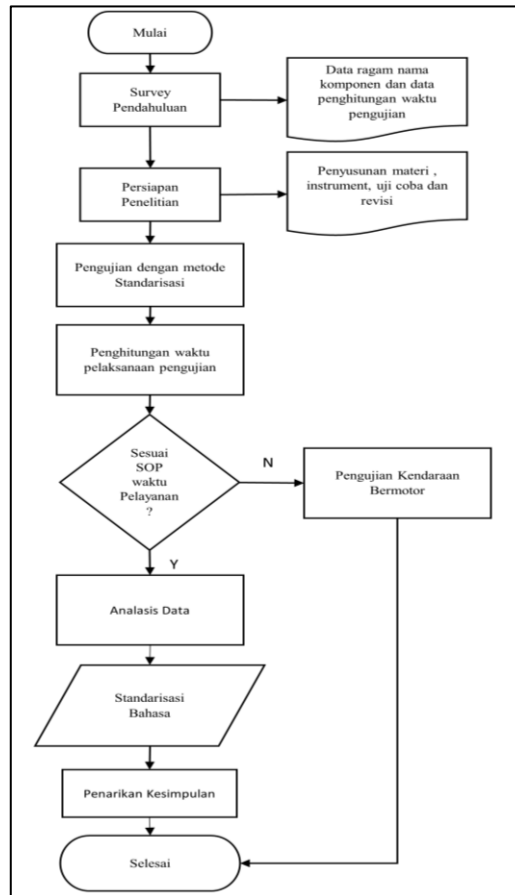 Mulai
Survey
Pendahuluan
Data ragam nama
komponen dan data
penghitungan waktu
pengujian
Persiapan
Penelitian
Penyusunan materi ,
instrument, uji coba dan
revisi
Pengujian dengan metode
Standarisasi
Penghitungan waktu
pelaksanaan pengujian
Sesuai
SOP
waktu
Pelayanan
?
N
Pengujian Kendaraan
Bermotor
Y
Analasis Data
Standarisasi
Bahasa
Penarikan Kesimpulan
Selesai